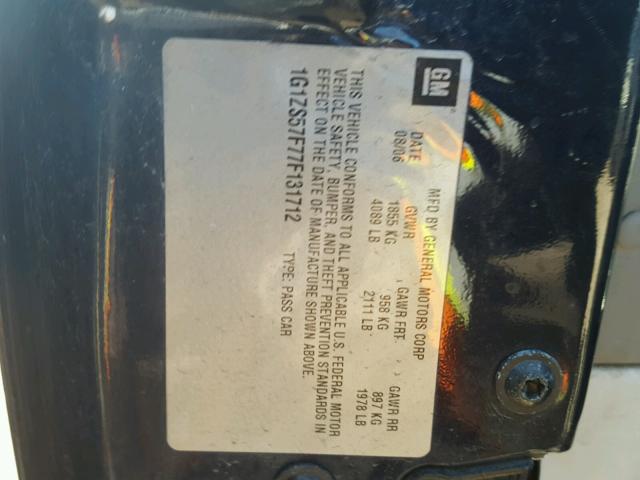 GM
MFD BY GENERAL MOTORS CORP
DATE GVWR GAWR FRT GAWR RR
08/06 1855 KG 958 KG 897 KG
4089 LB 2111 LB 1978 LB
THIS VEHICLE CONFORMS TO ALL APPLICABLE U.S. FEDERAL MOTOR
VEHICLE SAFETY, BUMPER, AND THEFT PREVENTION STANDARDS IN
EFFECT ON THE DATE OF MANUFACTURE SHOWN ABOVE.
1G1ZS57F77F131712 TYPE: PASS CAR